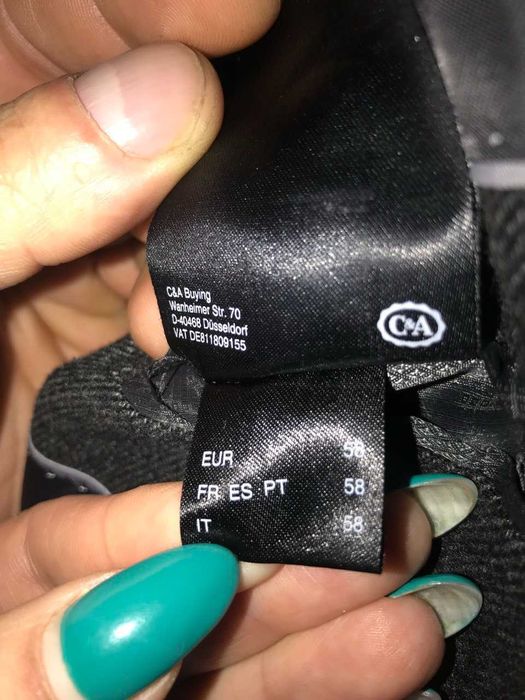 C&A Buying
Wanheimer Str. 70
D-40468 Düsseldorf
VAT DE811809155
C&A
EUR 58
FR ES PT 58
IT 58